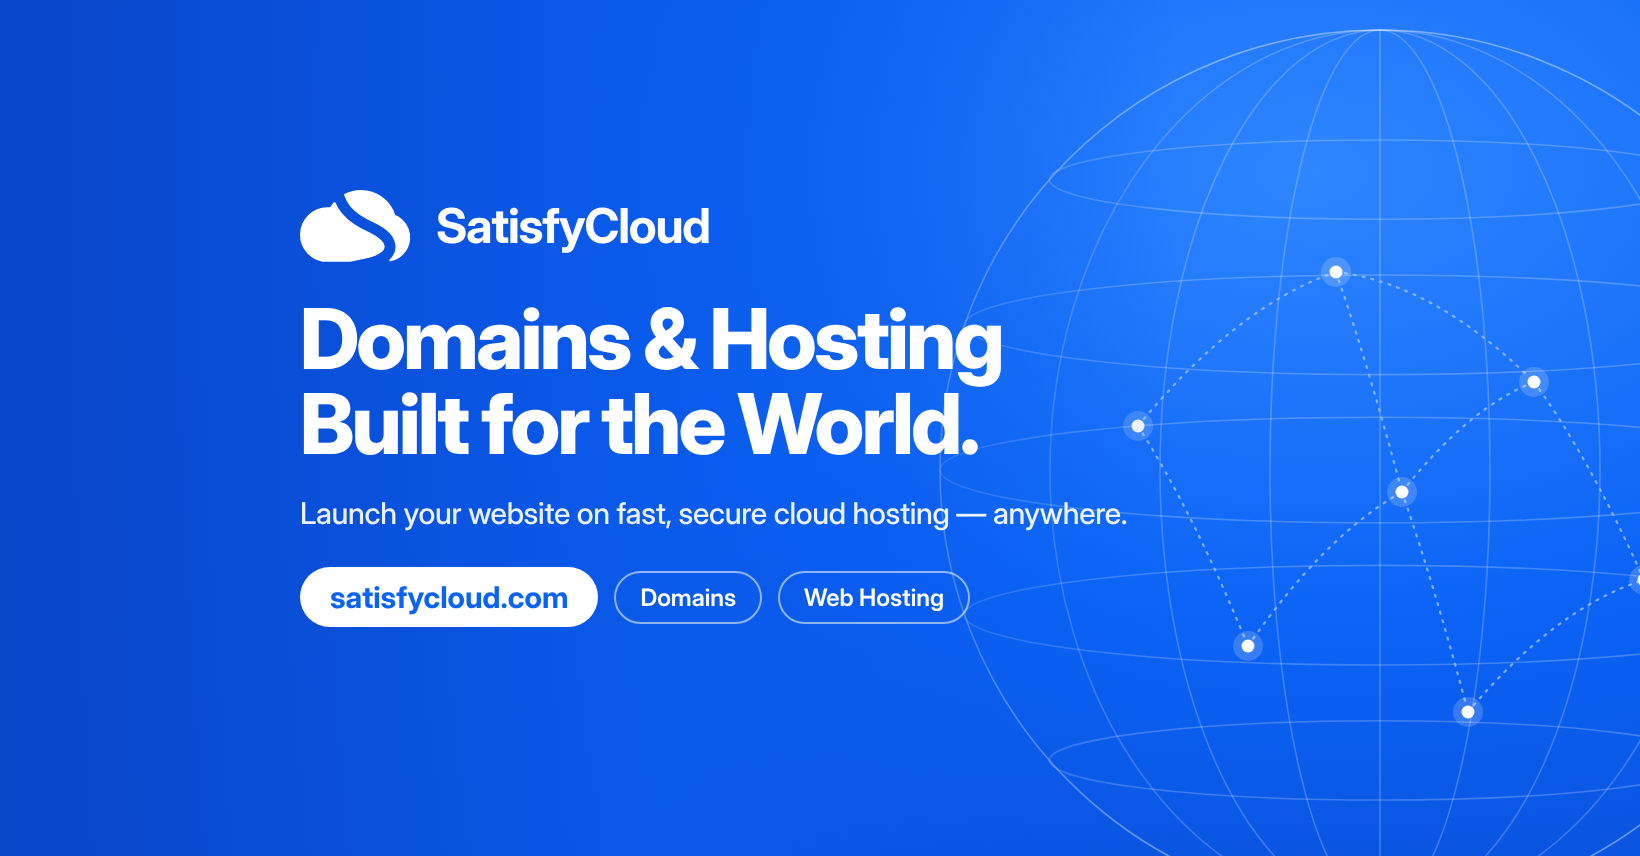 SatisfyCloud
Domains & Hosting
Built for the World.
Launch your website on fast, secure cloud hosting — anywhere.
satisfycloud.com
Domains
Web Hosting